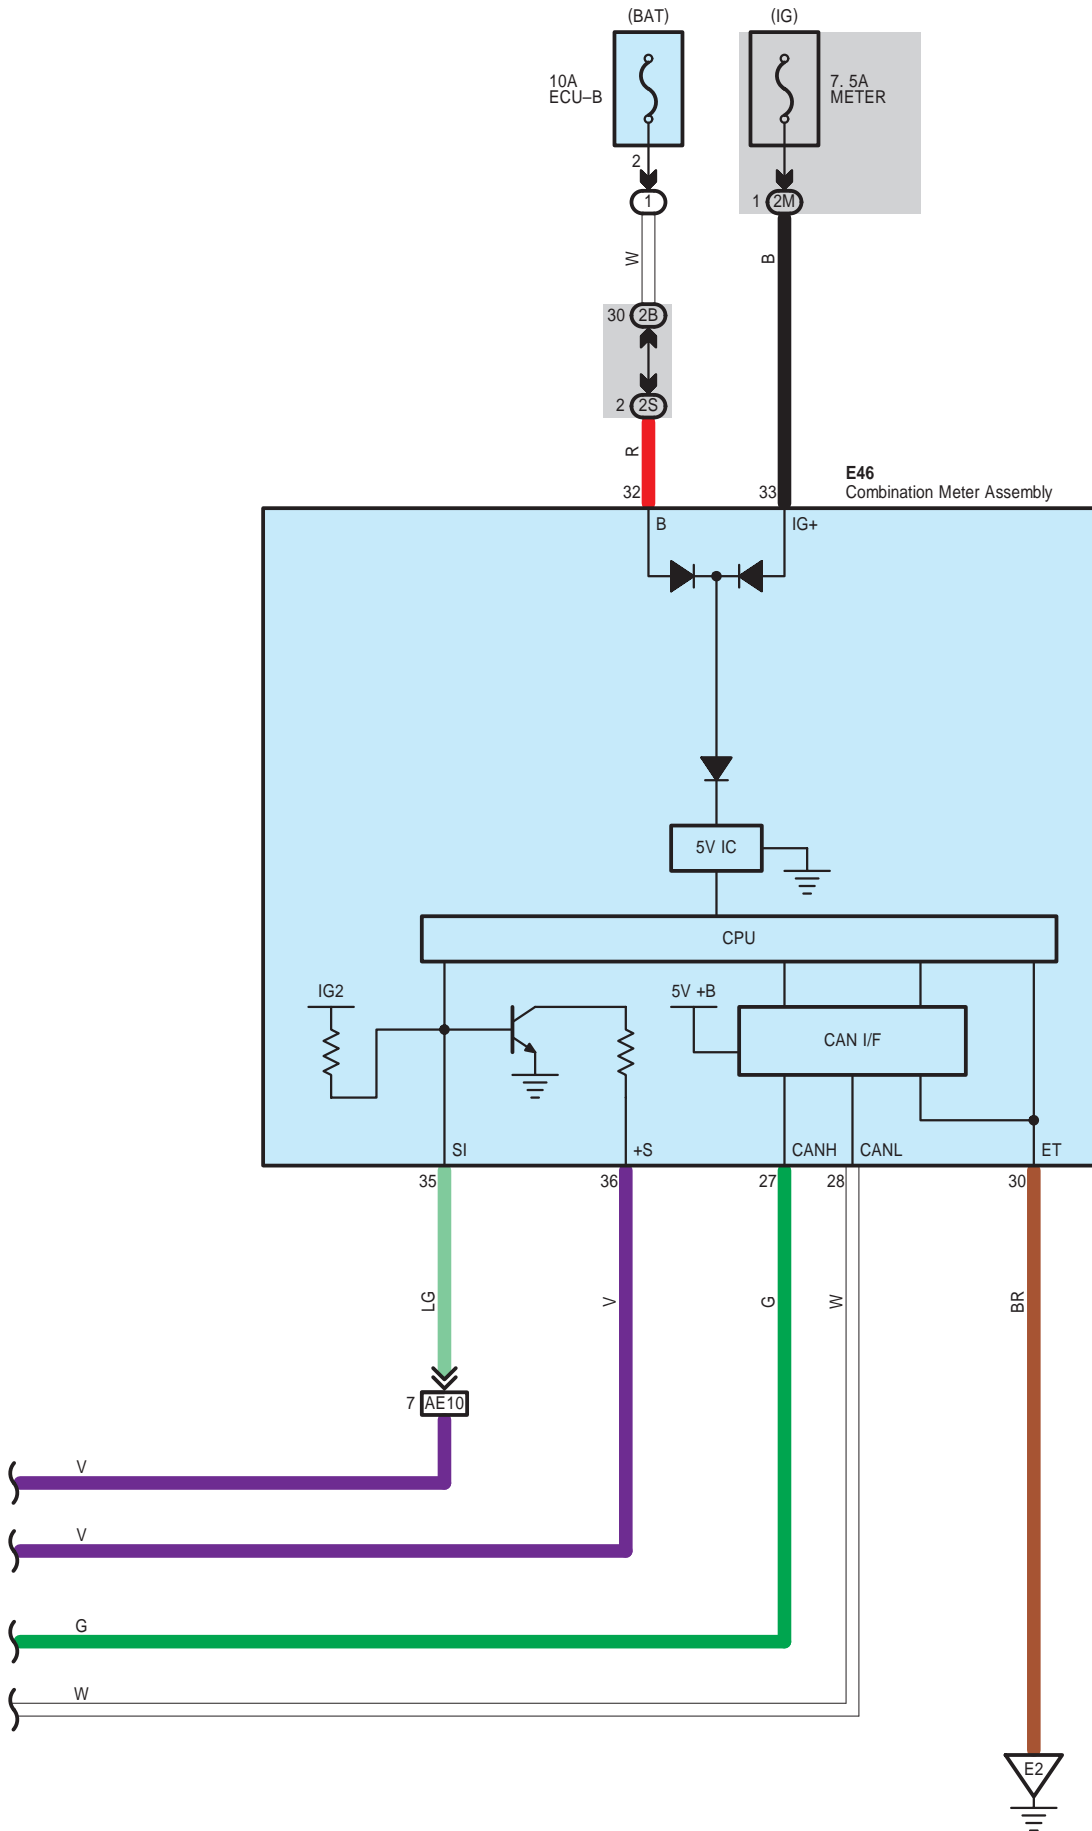 (BAT)
(IG)
10A
ECU–B
7. 5A
METER
2
1
1
2M
W
B
30
2B
2
2S
R
32
33
E46
Combination Meter Assembly
B
IG+
5V IC
CPU
IG2
5V +B
CAN I/F
SI
+S
CANH
CANL
ET
35
36
27
28
30
LG
V
G
W
BR
7
AE10
V
V
G
W
E2